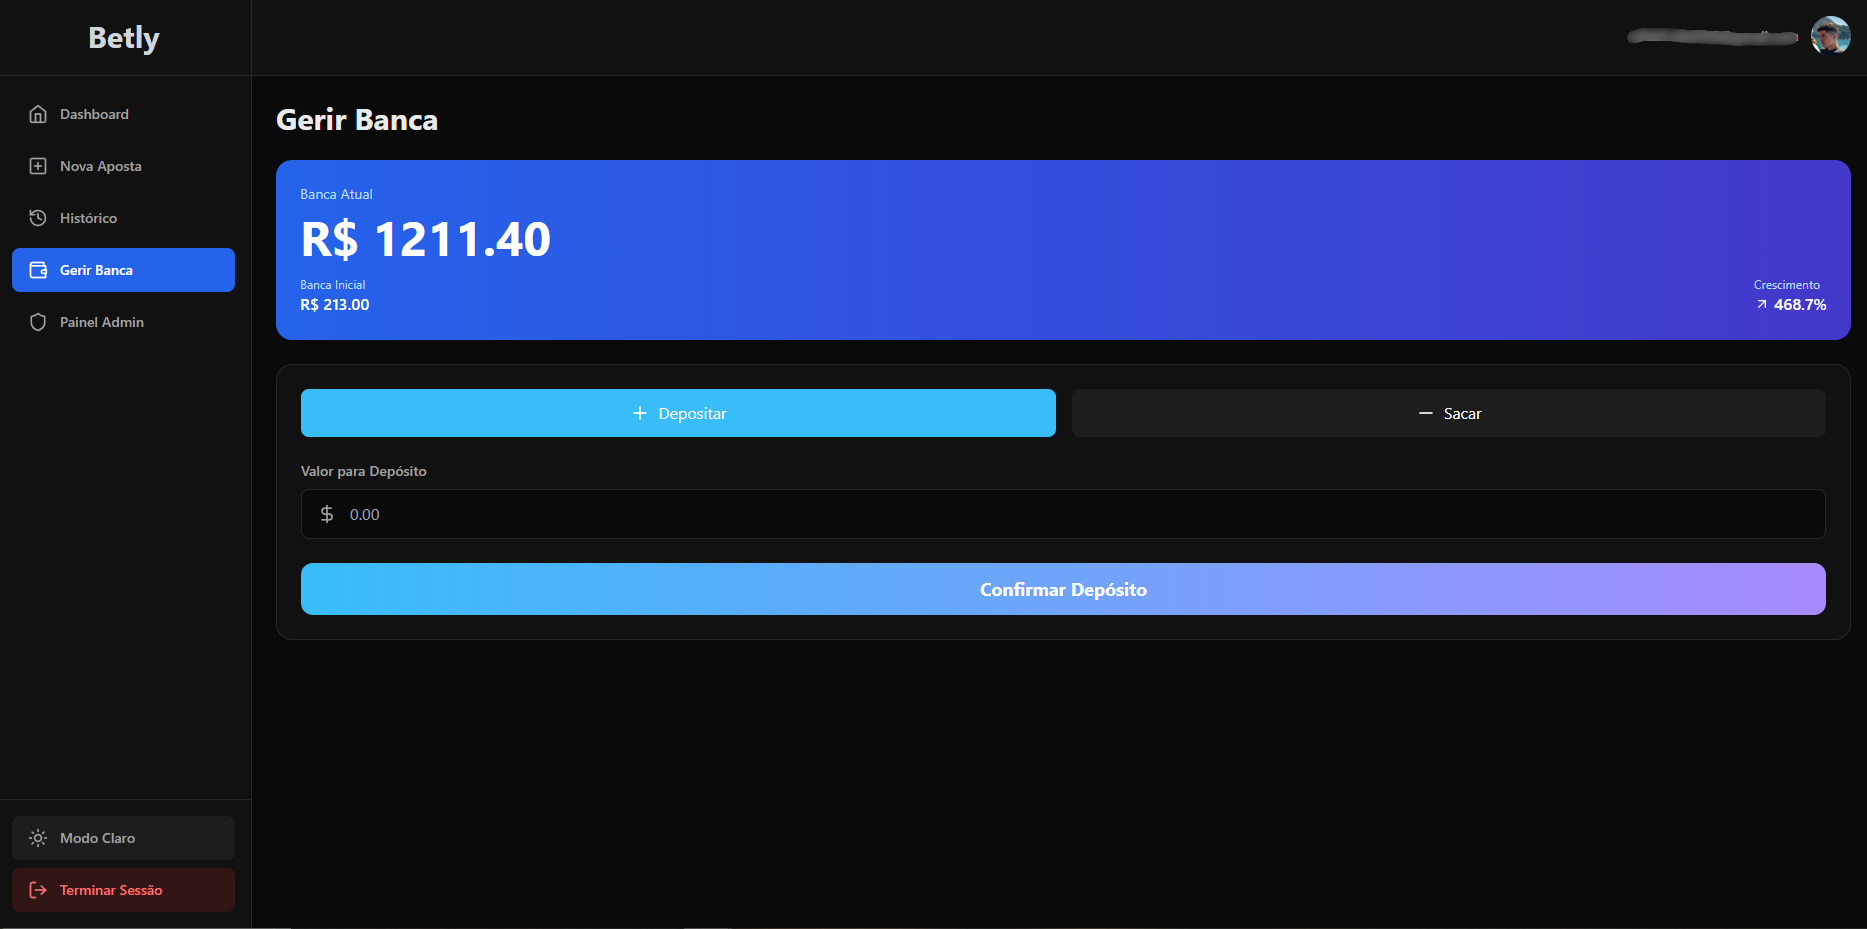 Betly
Dashboard
Nova Aposta
Histórico
Gerir Banca
Painel Admin
Modo Claro
Terminar Sessão
Gerir Banca
Banca Atual
R$ 1211.40
Banca Inicial
R$ 213.00
Crescimento
468.7%
Depositar
Sacar
Valor para Depósito
$ 0.00
Confirmar Depósito